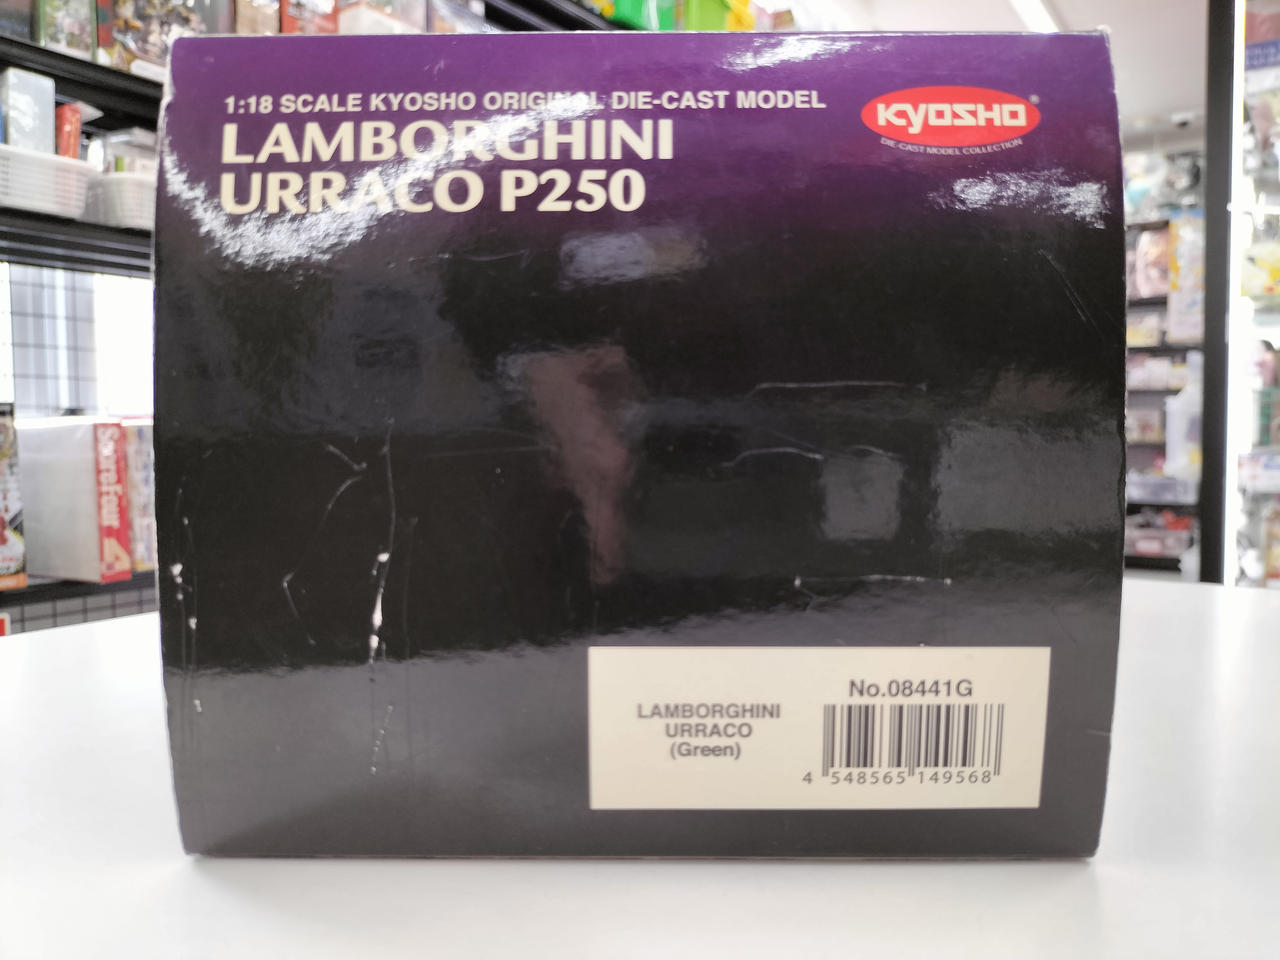 1:18 SCALE KYOSHO ORIGINAL DIE-CAST MODEL
LAMBORGHINI
URRACO P250
KYOSHO®
DIE-CAST MODEL COLLECTION
No.08441G
LAMBORGHINI
URRACO
(Green)
4 548565 149568